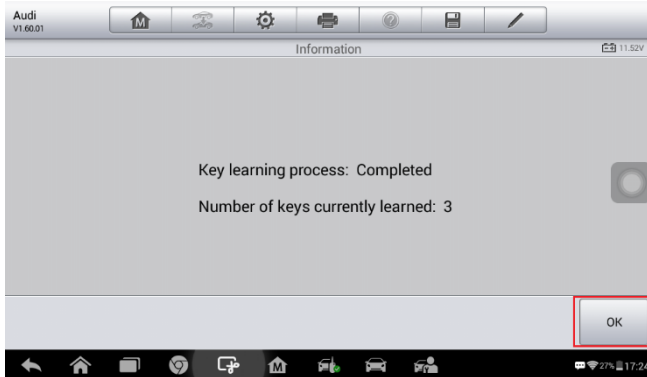 Audi
V1.60.01
M
?
Information
11.52V
Key learning process: Completed
Number of keys currently learned: 3
OK
M
27% 17:24